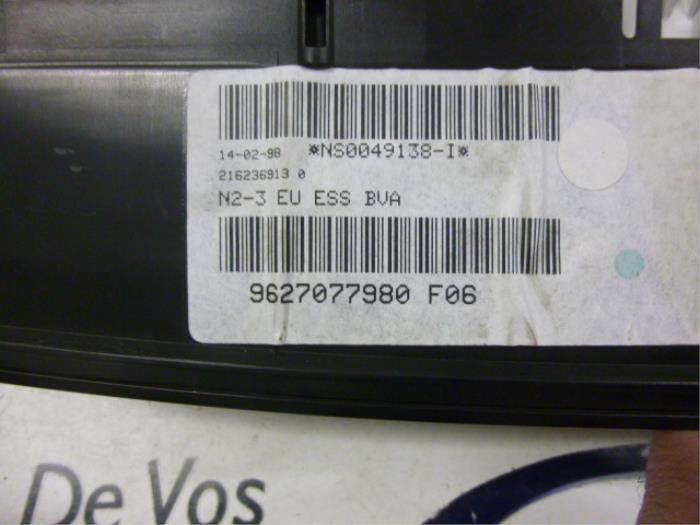 14-02-98 *NS0049138-I*
216236913 0
N2-3 EU ESS BVA
9627077980 F06
De Vos